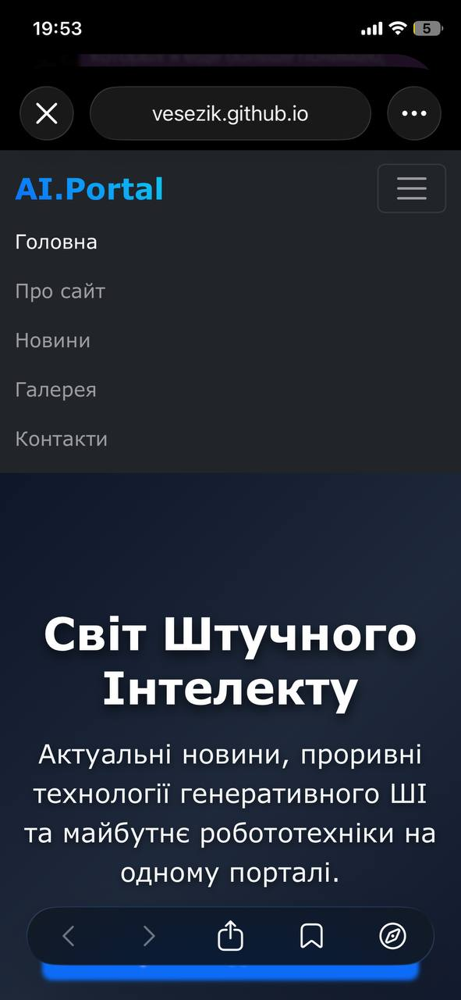 19:53
5
vesezik.github.io
AI.Portal
Головна
Про сайт
Новини
Галерея
Контакти
Світ Штучного
Інтелекту
Актуальні новини, проривні
технології генеративного ШІ
та майбутнє робототехніки на
одному порталі.